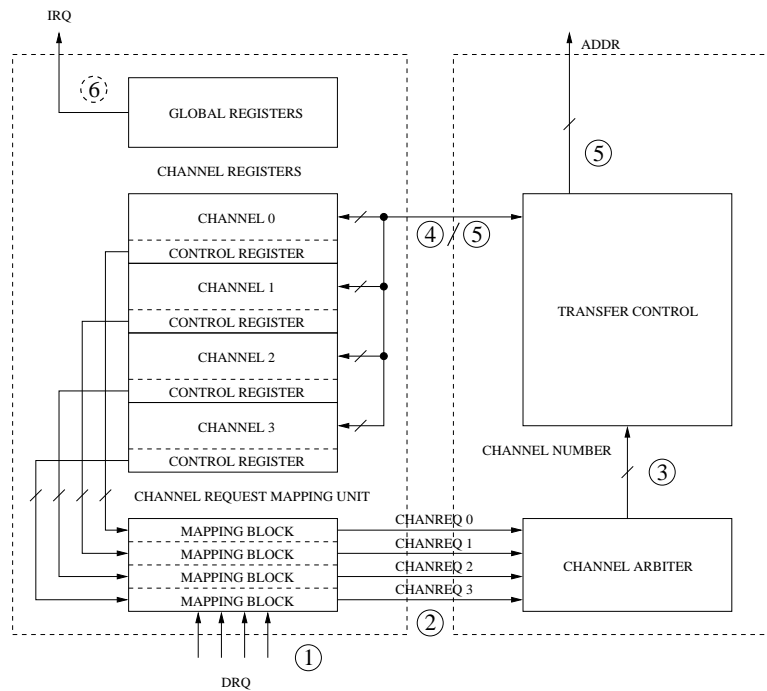 IRQ
ADDR
6
GLOBAL REGISTERS
5
CHANNEL REGISTERS
CHANNEL 0
4 / 5
CONTROL REGISTER
CHANNEL 1
CONTROL REGISTER
TRANSFER CONTROL
CHANNEL 2
CONTROL REGISTER
CHANNEL 3
CHANNEL NUMBER
3
CONTROL REGISTER
CHANNEL REQUEST MAPPING UNIT
MAPPING BLOCK
CHANREQ 0
MAPPING BLOCK
CHANREQ 1
MAPPING BLOCK
CHANREQ 2
MAPPING BLOCK
CHANREQ 3
CHANNEL ARBITER
2
1
DRQ